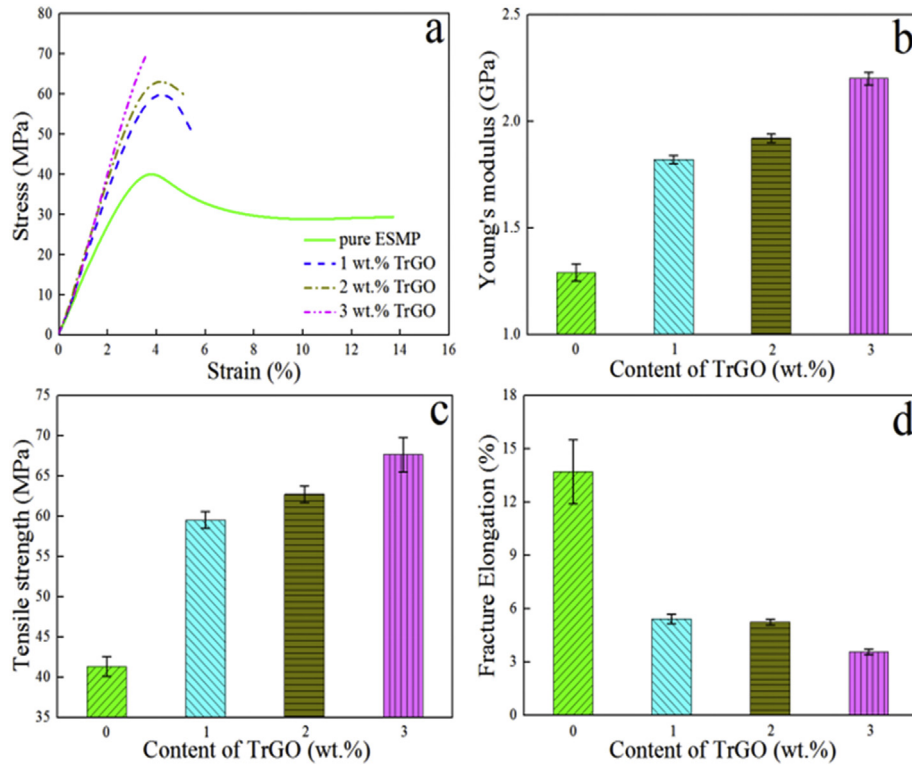 a
80
70
60
50
40
30
20
10
0
Stress (MPa)
pure ESMP
1 wt.% TrGO
2 wt.% TrGO
3 wt.% TrGO
0 2 4 6 8 10 12 14 16
Strain (%)
b
2.5
2.0
1.5
1.0
Young's modulus (GPa)
0 1 2 3
Content of TrGO (wt.%)
c
75
70
65
60
55
50
45
40
35
Tensile strength (MPa)
0 1 2 3
Content of TrGO (wt.%)
d
18
15
12
9
6
3
0
Fracture Elongation (%)
0 1 2 3
Content of TrGO (wt.%)